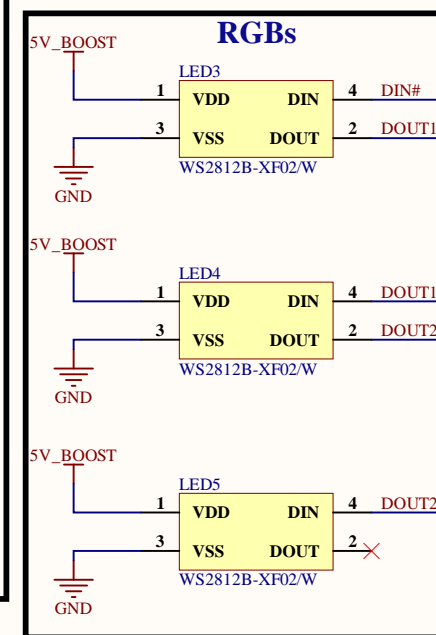 RGBs
5V_BOOST
LED3
1 VDD DIN 4 DIN#
3 VSS DOUT 2 DOUT1
WS2812B-XF02/W
GND
5V_BOOST
LED4
1 VDD DIN 4 DOUT1
3 VSS DOUT 2 DOUT2
WS2812B-XF02/W
GND
5V_BOOST
LED5
1 VDD DIN 4 DOUT2
3 VSS DOUT 2
WS2812B-XF02/W
GND